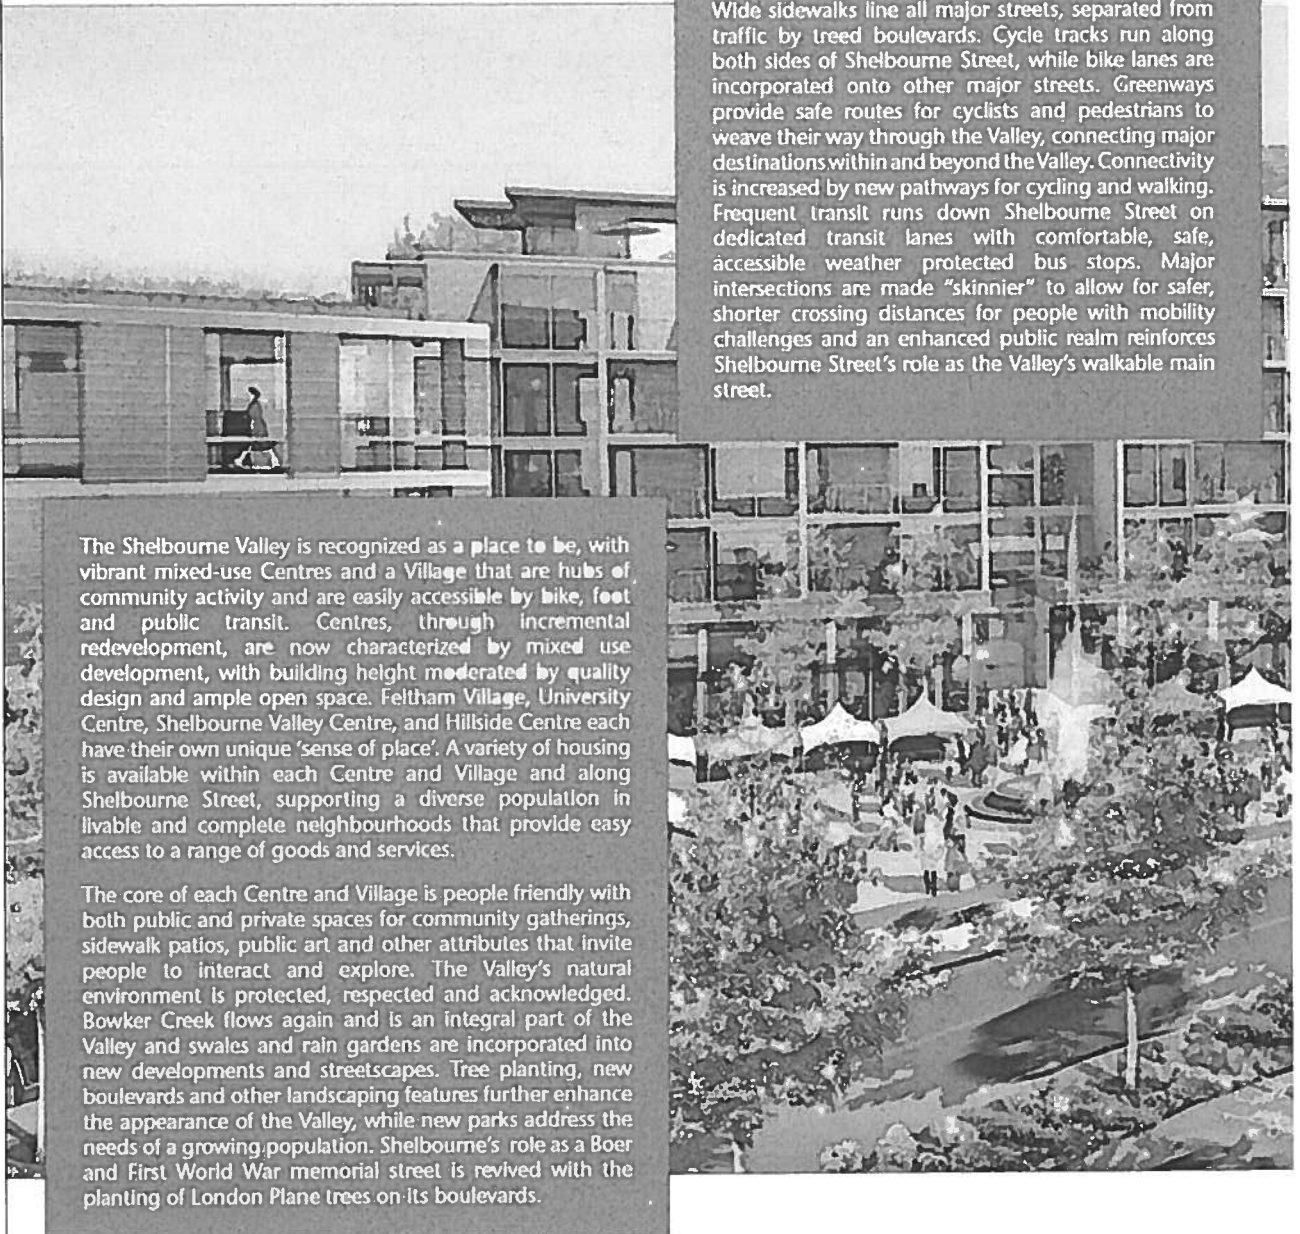 Wide sidewalks line all major streets, separated from
traffic by treed boulevards. Cycle tracks run along
both sides of Shelbourne Street, while bike lanes are
incorporated onto other major streets. Greenways
provide safe routes for cyclists and pedestrians to
weave their way through the Valley, connecting major
destinations within and beyond the Valley. Connectivity
is increased by new pathways for cycling and walking.
Frequent transit runs down Shelbourne Street on
dedicated transit lanes with comfortable, safe,
accessible weather protected bus stops. Major
intersections are made "skinnier" to allow for safer,
shorter crossing distances for people with mobility
challenges and an enhanced public realm reinforces
Shelbourne Street's role as the Valley's walkable main
street.
The Shelbourne Valley is recognized as a place to be, with
vibrant mixed-use Centres and a Village that are hubs of
community activity and are easily accessible by bike, foot
and public transit. Centres, through incremental
redevelopment, are now characterized by mixed use
development, with building height moderated by quality
design and ample open space. Feltham Village, University
Centre, Shelbourne Valley Centre, and Hillside Centre each
have their own unique 'sense of place'. A variety of housing
is available within each Centre and Village and along
Shelbourne Street, supporting a diverse population in
livable and complete neighbourhoods that provide easy
access to a range of goods and services.
The core of each Centre and Village is people friendly with
both public and private spaces for community gatherings,
sidewalk patios, public art and other attributes that invite
people to interact and explore. The Valley's natural
environment is protected, respected and acknowledged.
Bowker Creek flows again and is an integral part of the
Valley and swales and rain gardens are incorporated into
new developments and streetscapes. Tree planting, new
boulevards and other landscaping features further enhance
the appearance of the Valley, while new parks address the
needs of a growing population. Shelbourne's role as a Boer
and First World War memorial street is revived with the
planting of London Plane trees on its boulevards.